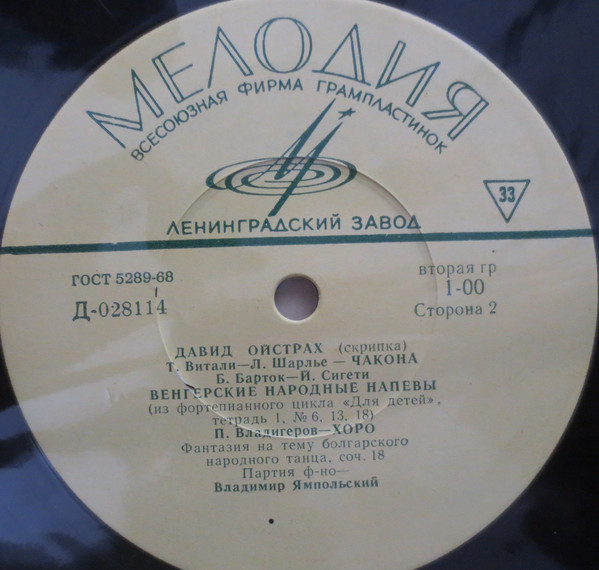 МЕЛОДИЯ
ВСЕСОЮЗНАЯ ФИРМА ГРАМПЛАСТИНОК
33
ЛЕНИНГРАДСКИЙ ЗАВОД
ГОСТ 5289-68
Д-028114
вторая гр
1-00
Сторона 2
ДАВИД ОЙСТРАХ (скрипка)
Т. Витали—Л. Шарлье — ЧАКОНА
Б. Барток—Й. Сигети
ВЕНГЕРСКИЕ НАРОДНЫЕ НАПЕВЫ
(из фортепианного цикла «Для детей»,
тетрадь 1, № 6, 13, 18)
П. Владигеров—ХОРО
Фантазия на тему болгарского
народного танца, соч. 18
Партия ф-но—
Владимир Ямпольский